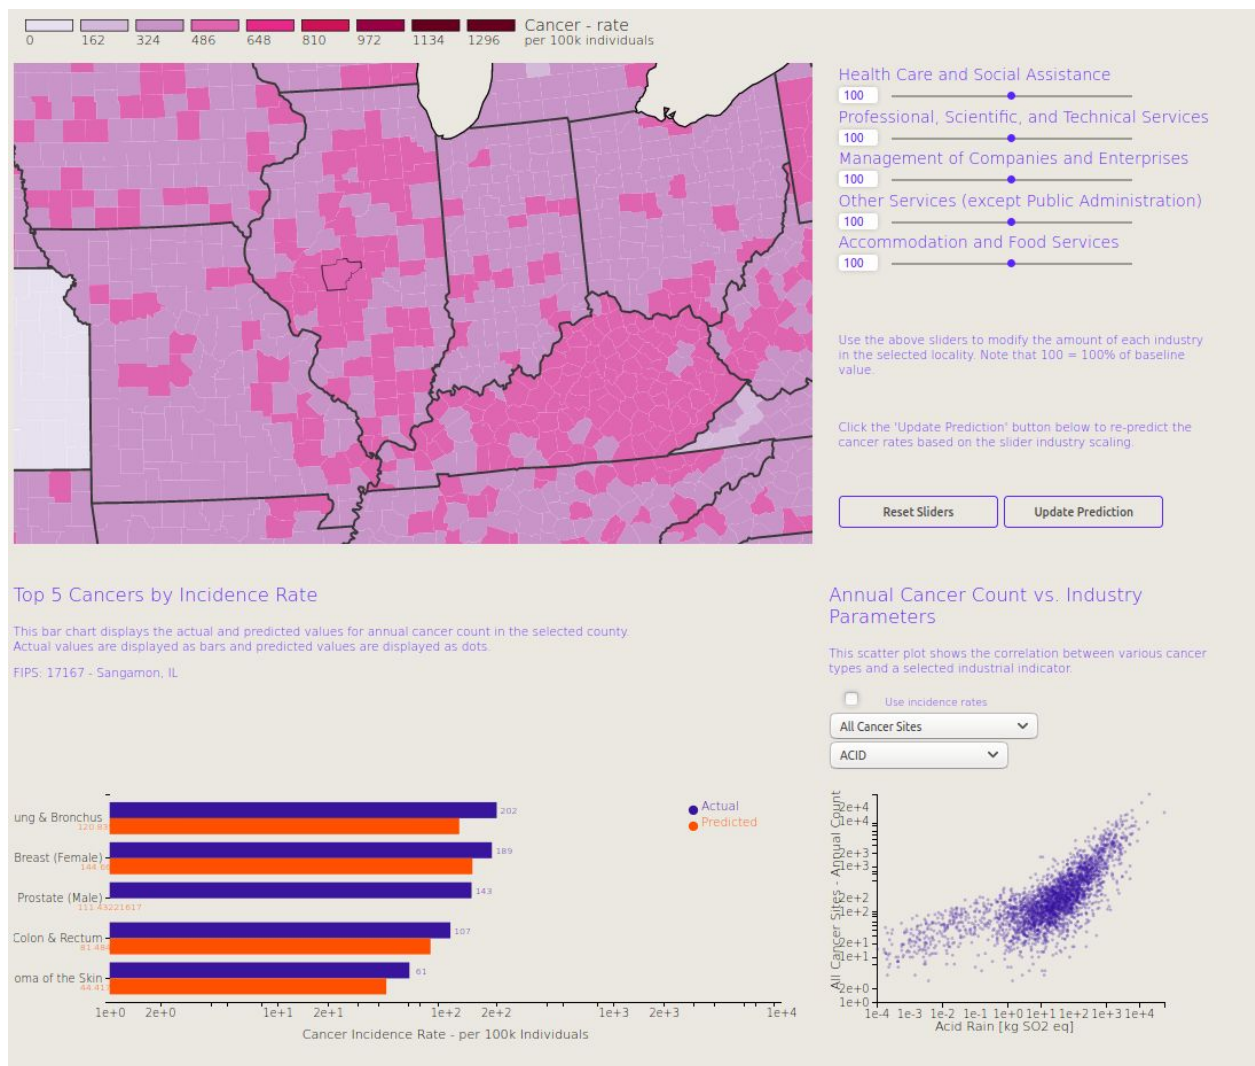 0 162 324 486 648 810 972 1134 1296
Cancer - rate
per 100k individuals
Health Care and Social Assistance
100
Professional, Scientific, and Technical Services
100
Management of Companies and Enterprises
100
Other Services (except Public Administration)
100
Accommodation and Food Services
100
Use the above sliders to modify the amount of each industry
in the selected locality. Note that 100 = 100% of baseline
value.
Click the 'Update Prediction' button below to re-predict the
cancer rates based on the slider industry scaling.
Reset Sliders
Update Prediction
Top 5 Cancers by Incidence Rate
This bar chart displays the actual and predicted values for annual cancer count in the selected county.
Actual values are displayed as bars and predicted values are displayed as dots.
FIPS: 17167 - Sangamon, IL
ung & Bronchus
120.83
202
Breast (Female)
144.60
189
Prostate (Male)
111.43221617
143
Colon & Rectum
81.484
107
oma of the Skin
44.41
61
Actual
Predicted
1e+0 2e+0 1e+1 2e+1 1e+2 2e+2 1e+3 2e+3 1e+4
Cancer Incidence Rate - per 100k Individuals
Annual Cancer Count vs. Industry
Parameters
This scatter plot shows the correlation between various cancer
types and a selected industrial indicator.
Use incidence rates
All Cancer Sites
ACID
All Cancer Sites - Annual Count
2e+4
1e+4
2e+3
1e+3
2e+2
1e+2
2e+1
1e+1
2e+0
1e+0
1e-4 1e-3 1e-2 1e-1 1e+0 1e+1 1e+2 1e+3 1e+4
Acid Rain [kg SO2 eq]